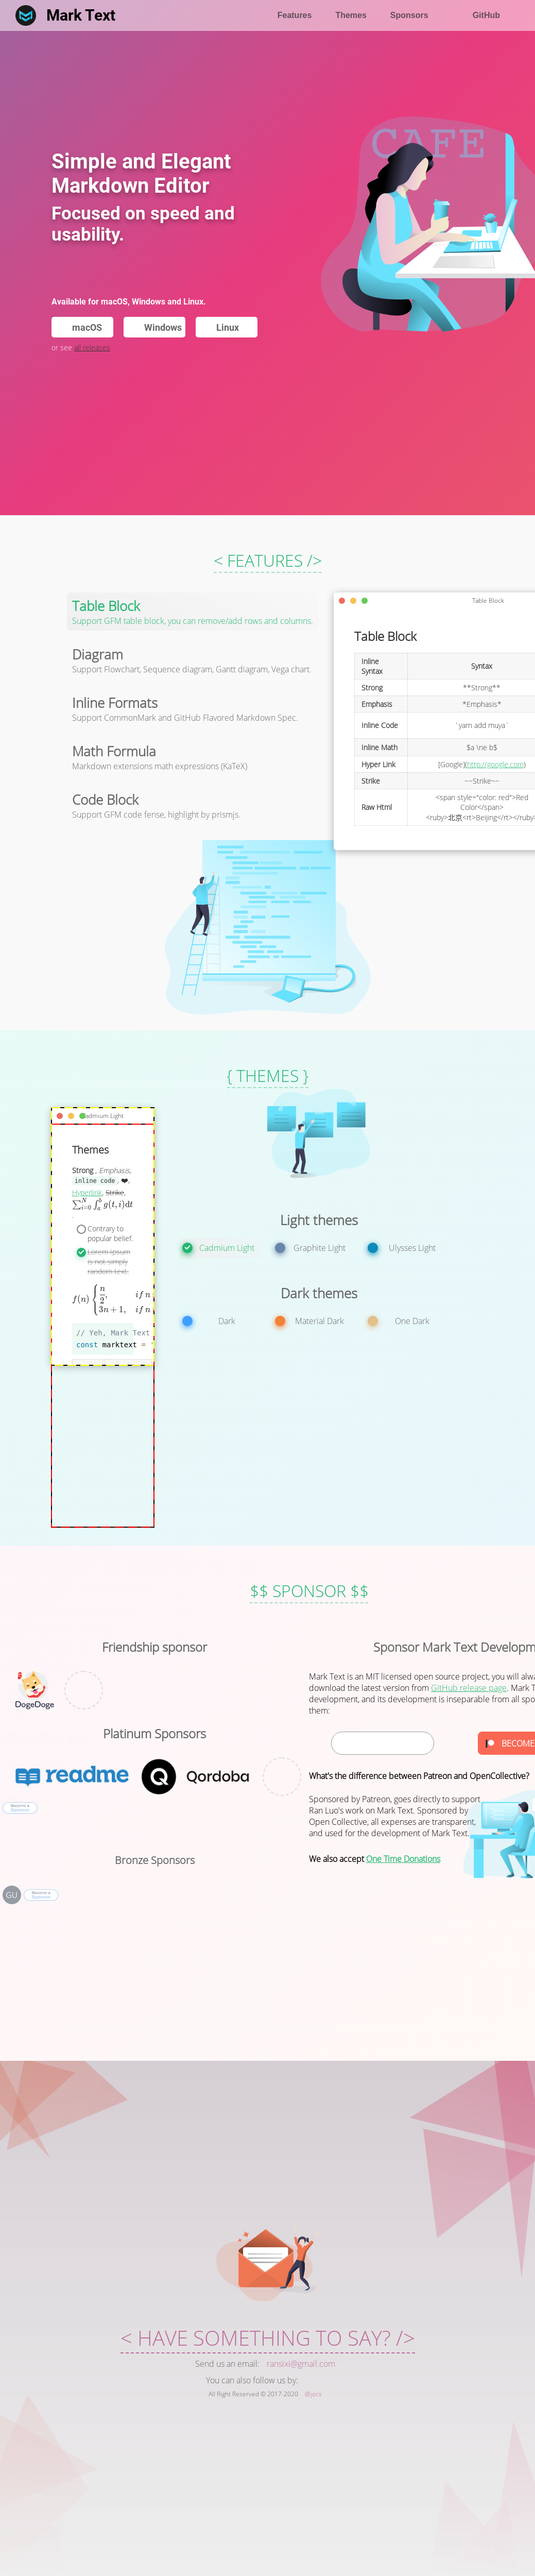 Mark Text
Features
Themes
Sponsors
GitHub
CAFE
Simple and Elegant
Markdown Editor
Focused on speed and
usability.
Available for macOS, Windows and Linux.
macOS
Windows
Linux
or see all releases
< FEATURES />
Table Block
Support GFM table block, you can remove/add rows and columns.
Diagram
Support Flowchart, Sequence diagram, Gantt diagram, Vega chart.
Inline Formats
Support CommonMark and GitHub Flavored Markdown Spec.
Math Formula
Markdown extensions math expressions (KaTeX)
Code Block
Support GFM code fense, highlight by prismjs.
Table Block
Table Block
Inline Syntax
Syntax
Strong
**Strong**
Emphasis
*Emphasis*
Inline Code
`yarn add muya`
Inline Math
$a \ne b$
Hyper Link
[Google](http://google.com)
Strike
~~Strike~~
Raw Html
<span style="color: red">Red
Color</span>
<ruby>北京<rt>Beijing</rt></ruby>
{ THEMES }
Cadmium Light
Themes
Strong , Emphasis,
inline code , ❤️,
Hyperlink, Strike,
∑_{i=0}^{N} ∫_{a}^{b} g(t, i)dt
.
Contrary to
popular belief.
Lorem Ipsum
is not simply
random text.
f(n) { n/2, if n
3n + 1, if n
// Yeh, Mark Text
const marktext = '
Light themes
Cadmium Light
Graphite Light
Ulysses Light
Dark themes
Dark
Material Dark
One Dark
$$ SPONSOR $$
Friendship sponsor
DogeDoge
Platinum Sponsors
readme
Qordoba
Become a
Sponsor
Bronze Sponsors
GU
Become a
Sponsor
Sponsor Mark Text Developm
Mark Text is an MIT licensed open source project, you will alwa
download the latest version from GitHub release page. Mark T
development, and its development is inseparable from all spo
them:
BECOME
What's the difference between Patreon and OpenCollective?
Sponsored by Patreon, goes directly to support
Ran Luo's work on Mark Text. Sponsored by
Open Collective, all expenses are transparent,
and used for the development of Mark Text.
We also accept One Time Donations
< HAVE SOMETHING TO SAY? />
Send us an email: ransixi@gmail.com
You can also follow us by:
All Right Reserved © 2017-2020 @jocs